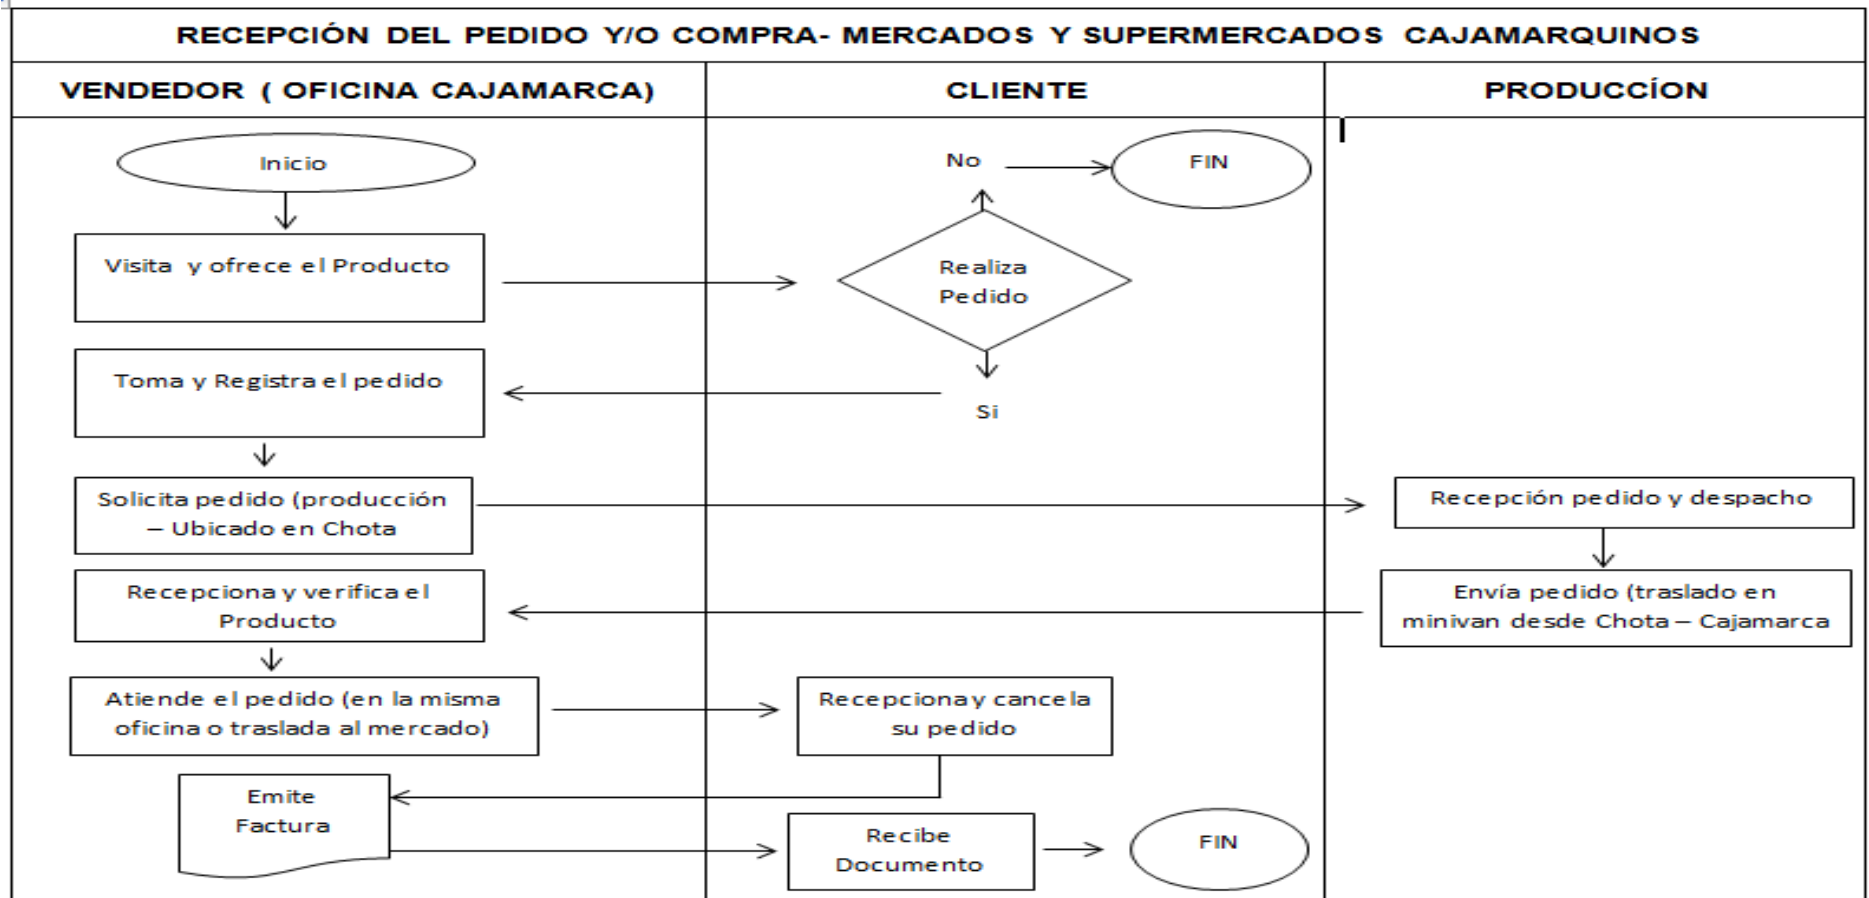 RECEPCIÓN DEL PEDIDO Y/O COMPRA- MERCADOS Y SUPERMERCADOS CAJAMARQUINOS
VENDEDOR ( OFICINA CAJAMARCA)
CLIENTE
PRODUCCÍON
Inicio
No
FIN
Visita y ofrece el Producto
Realiza
Pedido
Toma y Registra el pedido
Si
Solicita pedido (producción
– Ubicado en Chota
Recepción pedido y despacho
Recepciona y verifica el
Producto
Envía pedido (traslado en
minivan desde Chota – Cajamarca
Atiende el pedido (en la misma
oficina o traslada al mercado)
Recepciona y cancela
su pedido
Emite
Factura
Recibe
Documento
FIN